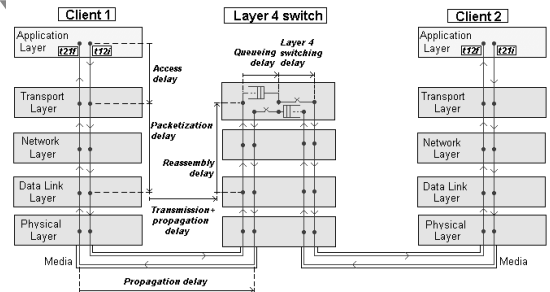 Client 1
Layer 4 switch
Client 2
Application
Layer
t21f
t12i
Access
delay
Queueing
delay
Layer 4
switching
delay
Application
Layer
t12f
t21i
Transport
Layer
Packetization
delay
Transport
Layer
Network
Layer
Reassembly
delay
Network
Layer
Data Link
Layer
Transmission+
propagation
delay
Data Link
Layer
Physical
Layer
Physical
Layer
Media
Media
Propagation delay